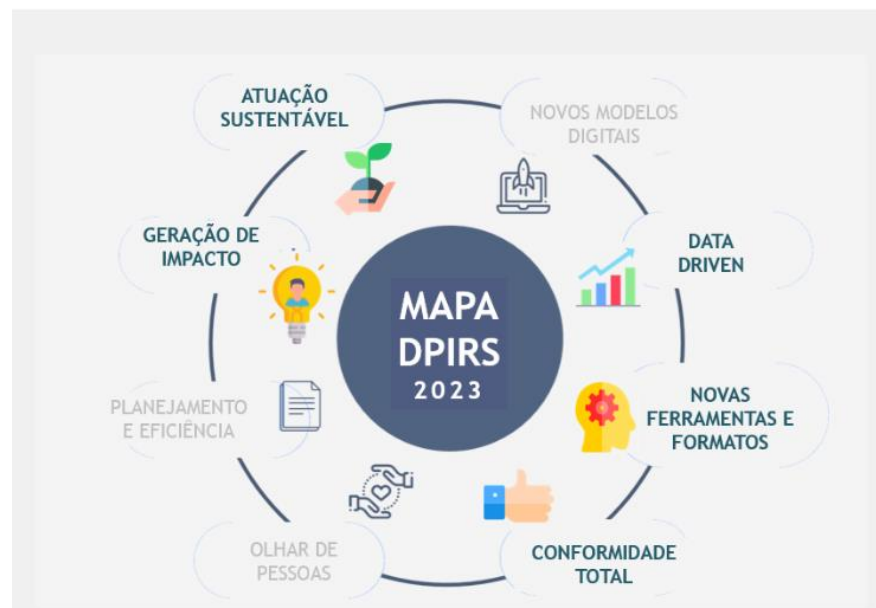 ATUAÇÃO
SUSTENTÁVEL
NOVOS MODELOS
DIGITAIS
GERAÇÃO DE
IMPACTO
DATA
DRIVEN
MAPA
DPIRS
2023
PLANEJAMENTO
E EFICIÊNCIA
NOVAS
FERRAMENTAS E
FORMATOS
OLHAR DE
PESSOAS
CONFORMIDADE
TOTAL